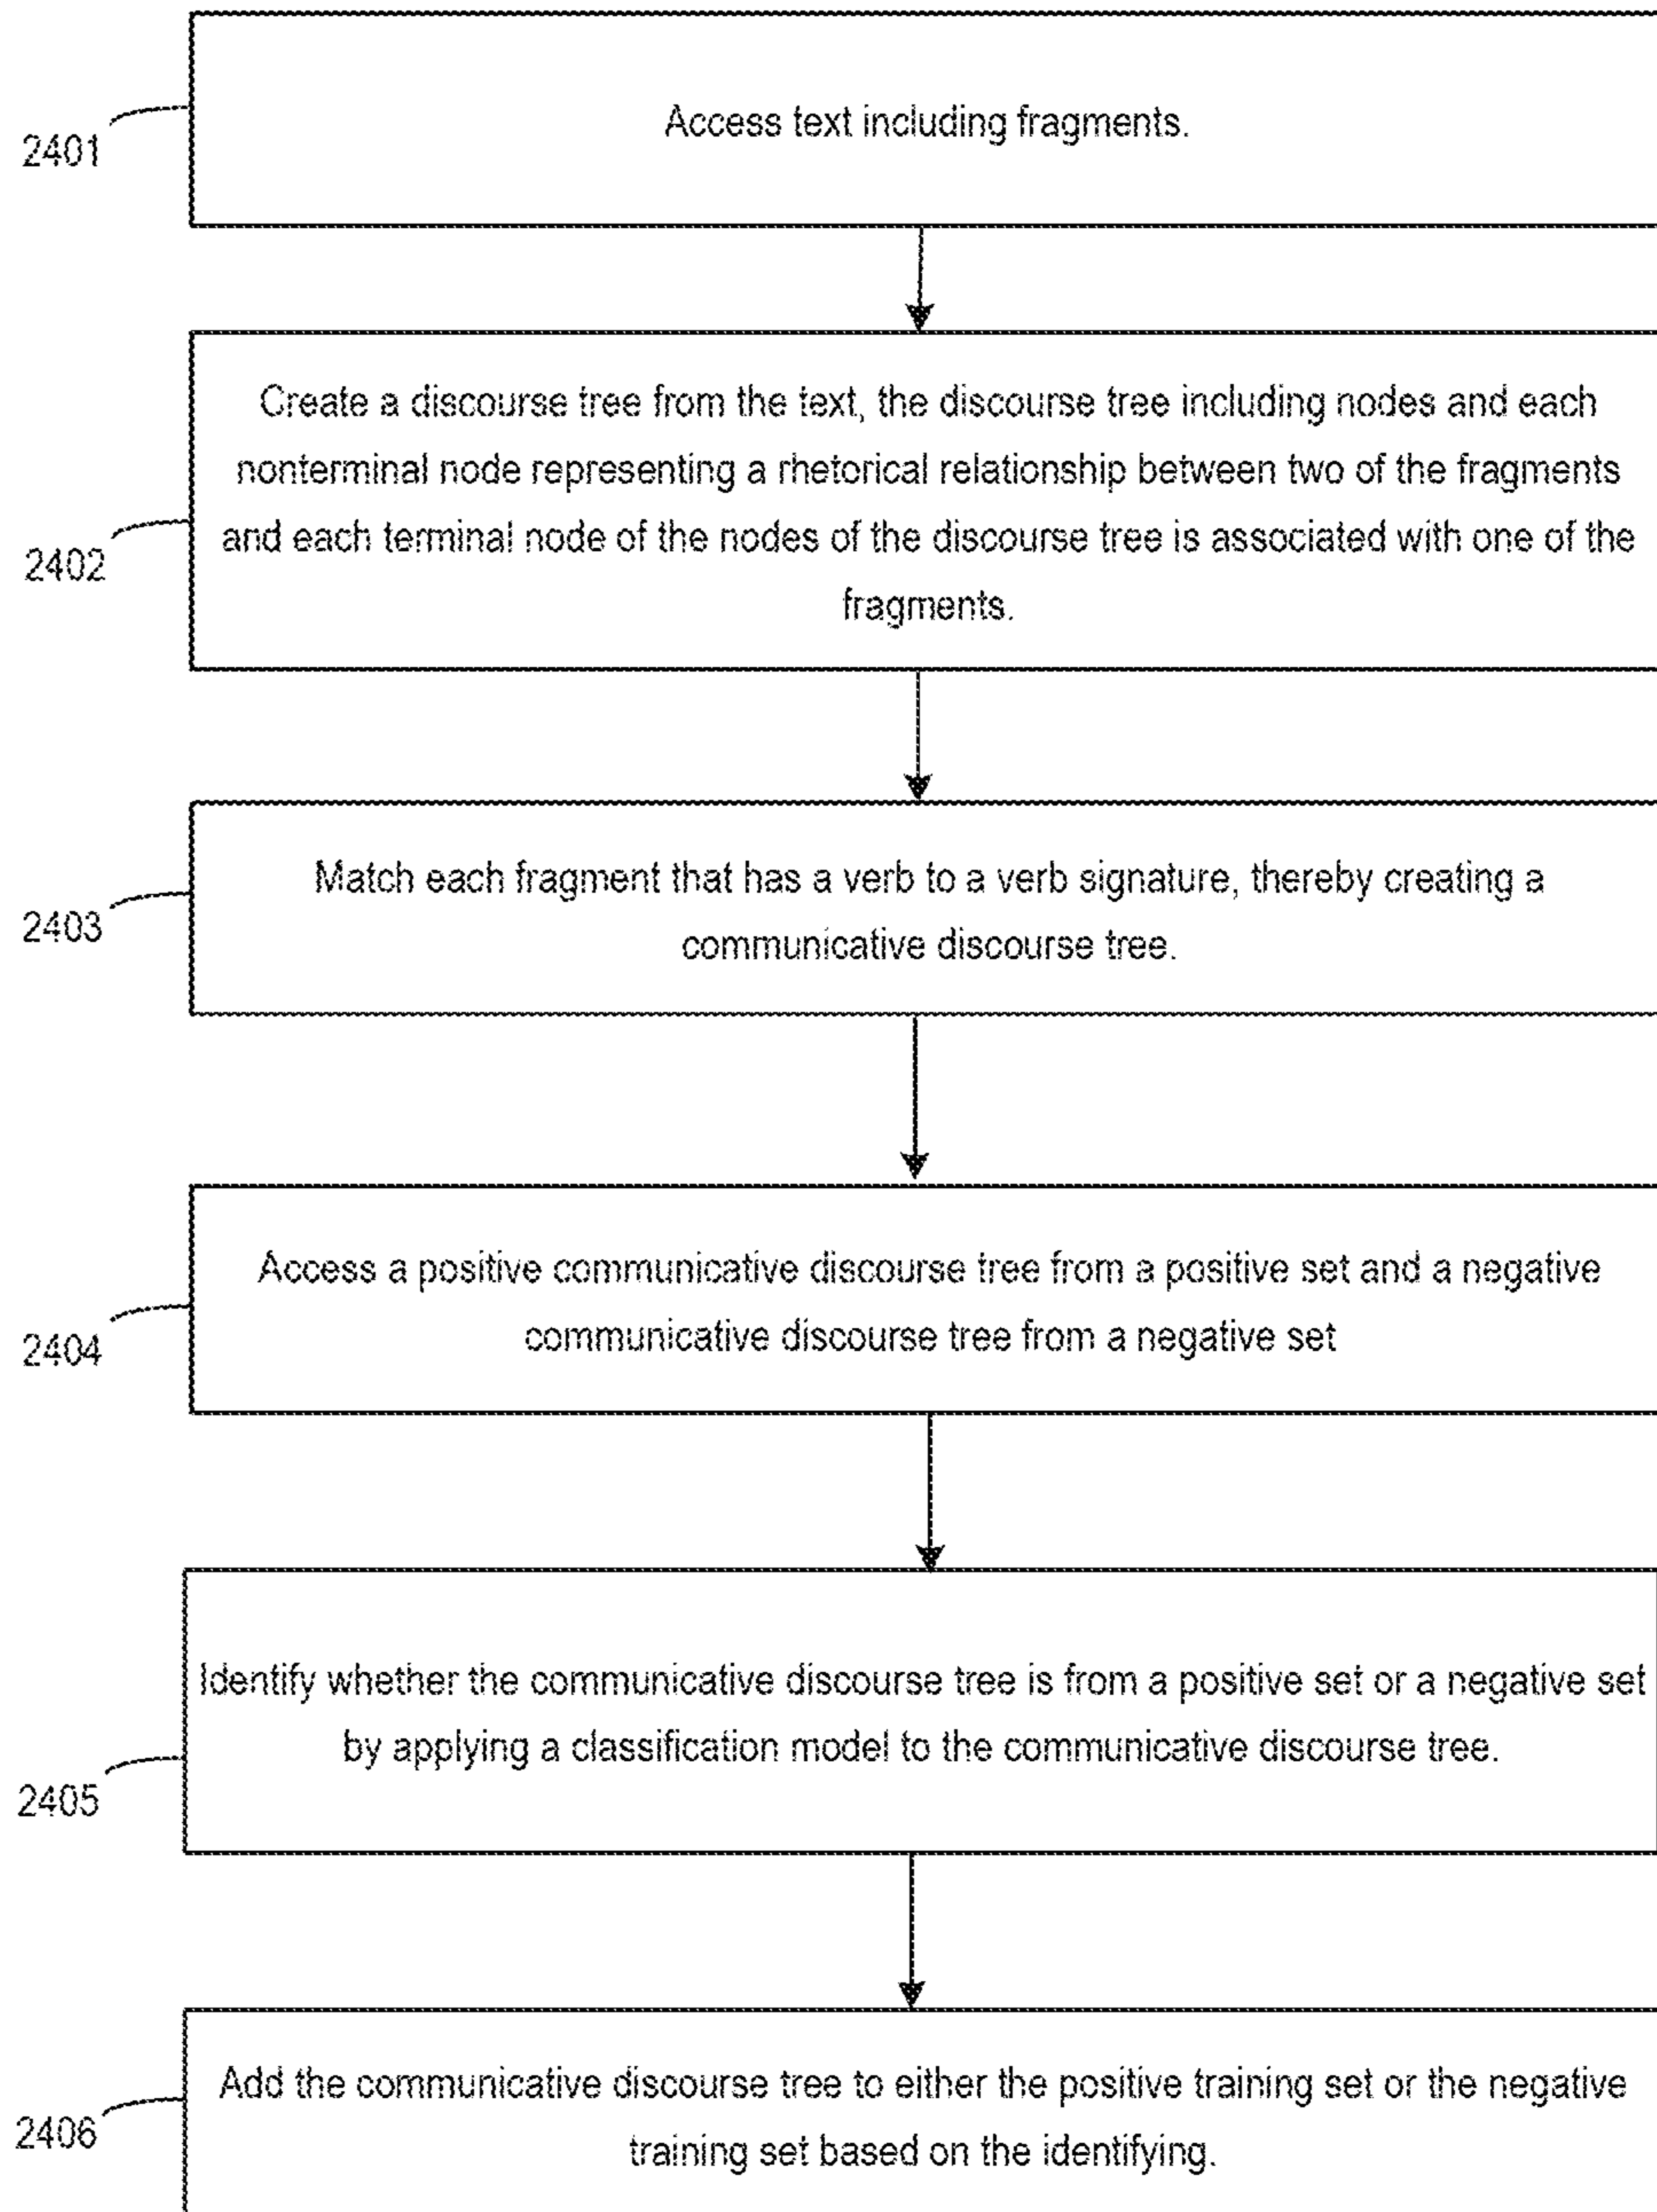 2401
Access text including fragments.
2402
Create a discourse tree from the text, the discourse tree including nodes and each
nonterminal node representing a rhetorical relationship between two of the fragments
and each terminal node of the nodes of the discourse tree is associated with one of the
fragments.
2403
Match each fragment that has a verb to a verb signature, thereby creating a
communicative discourse tree.
2404
Access a positive communicative discourse tree from a positive set and a negative
communicative discourse tree from a negative set
2405
Identify whether the communicative discourse tree is from a positive set or a negative set
by applying a classification model to the communicative discourse tree.
2406
Add the communicative discourse tree to either the positive training set or the negative
training set based on the identifying.